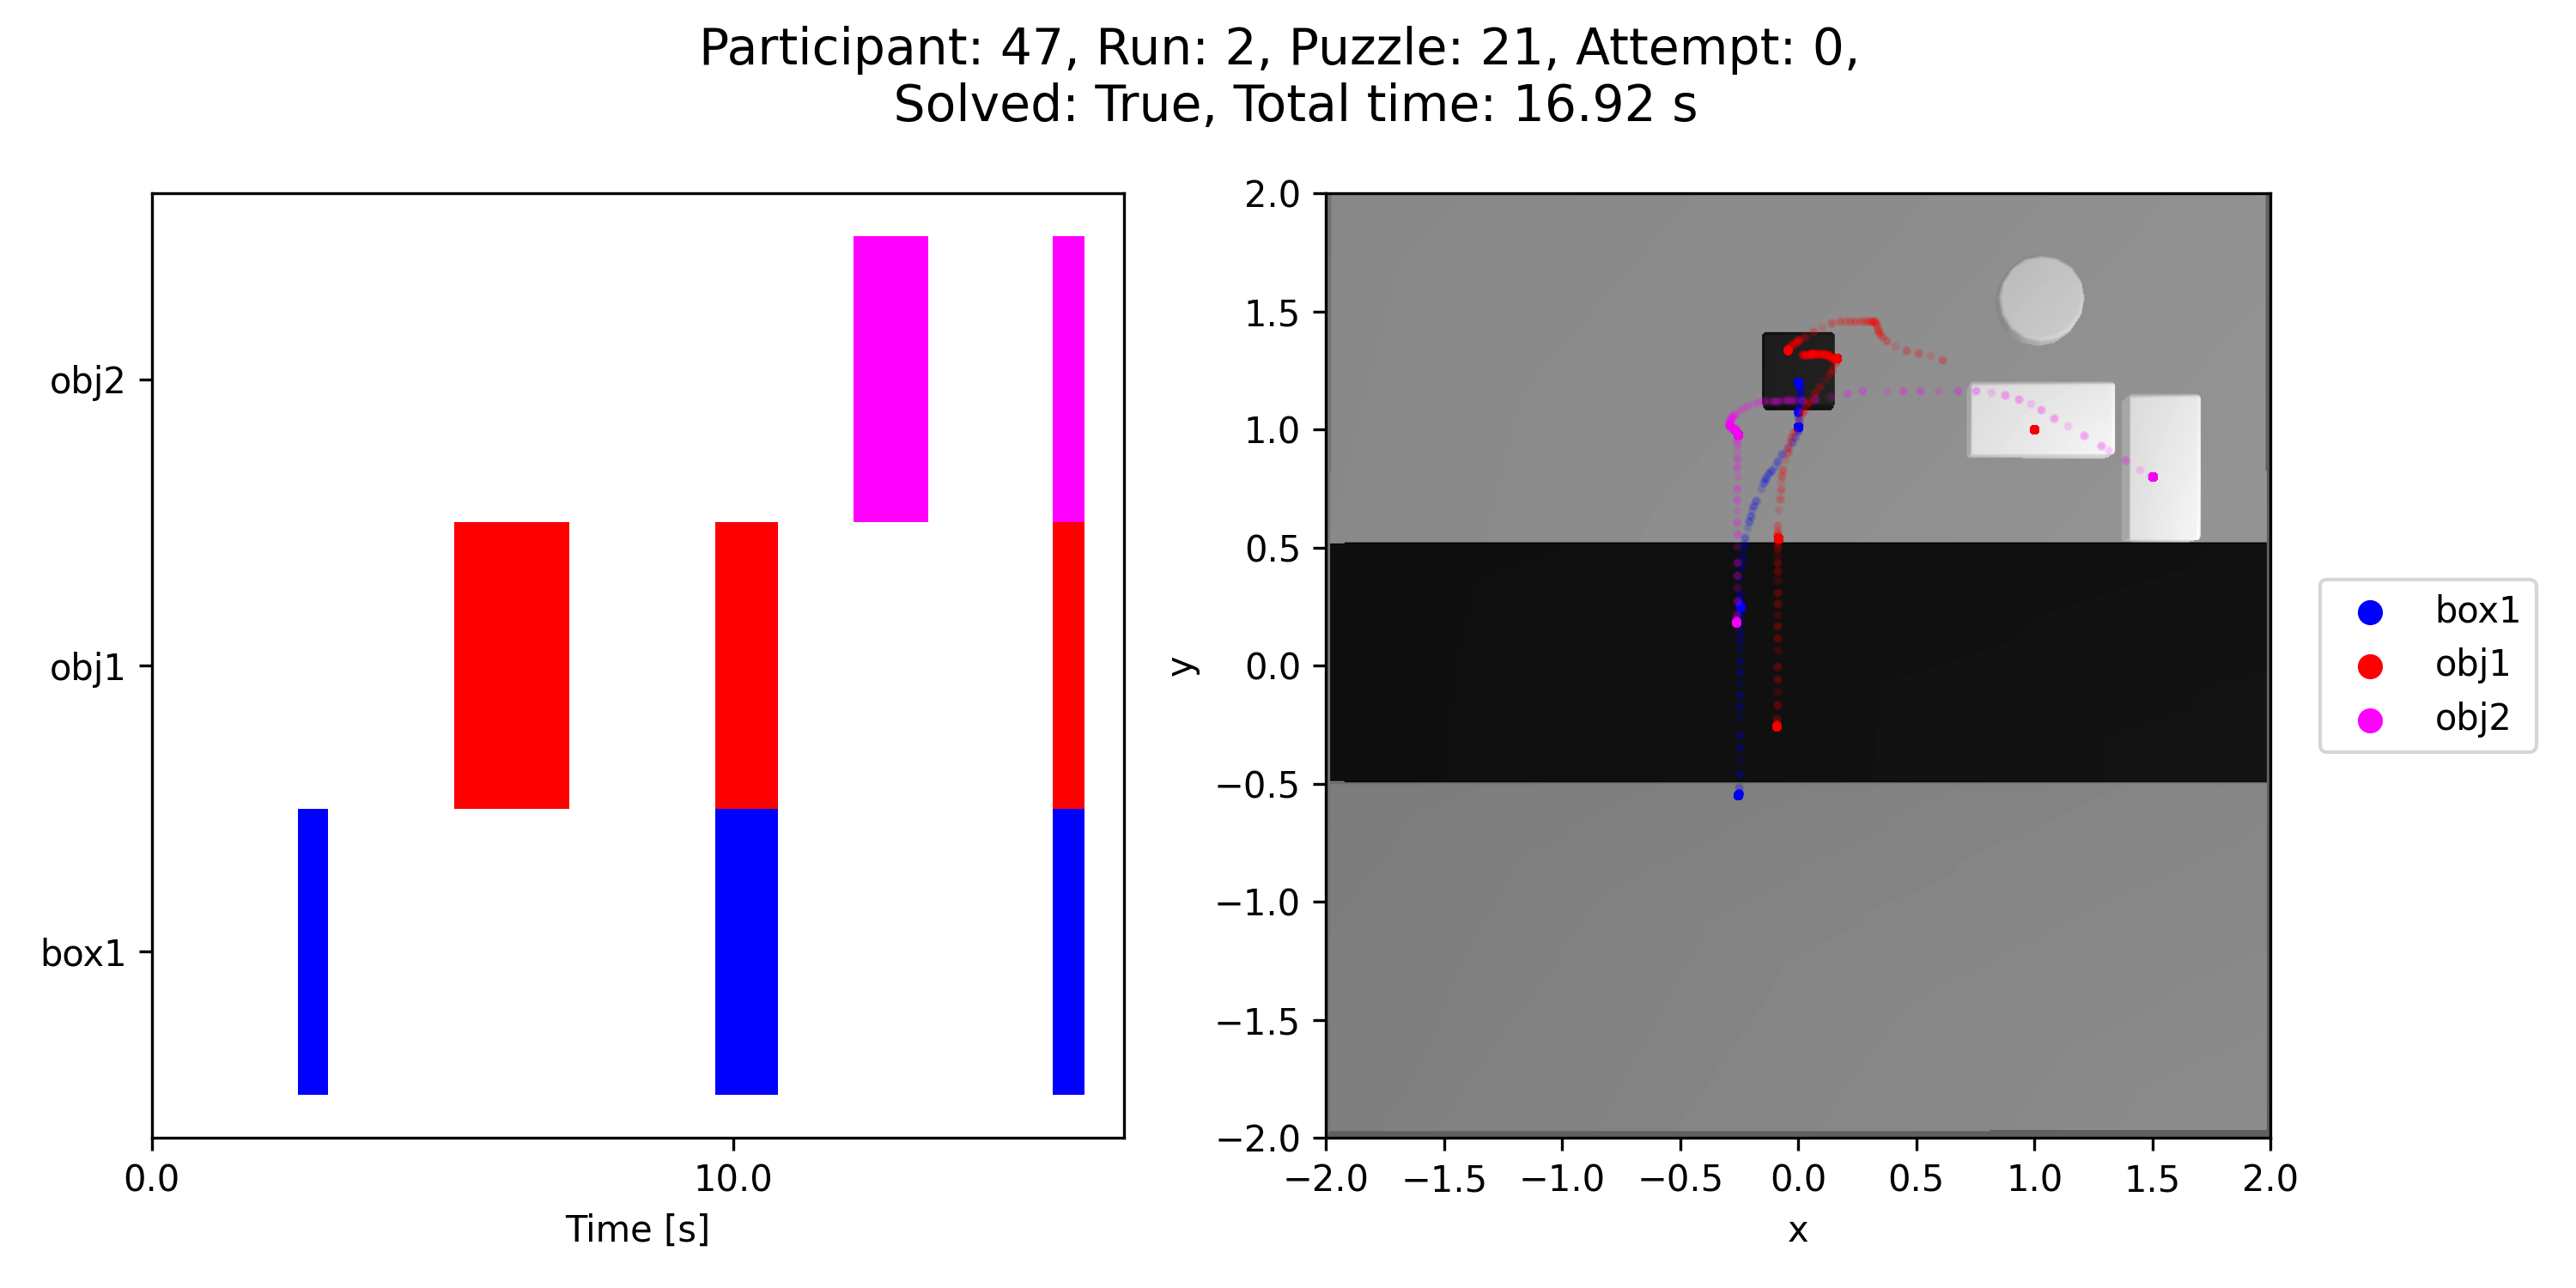 Participant: 47, Run: 2, Puzzle: 21, Attempt: 0,
Solved: True, Total time: 16.92 s
obj2
obj1
box1
0.0
10.0
Time [s]
2.0
1.5
1.0
0.5
0.0
−0.5
−1.0
−1.5
−2.0
y
−2.0
−1.5
−1.0
−0.5
0.0
0.5
1.0
1.5
2.0
x
box1
obj1
obj2